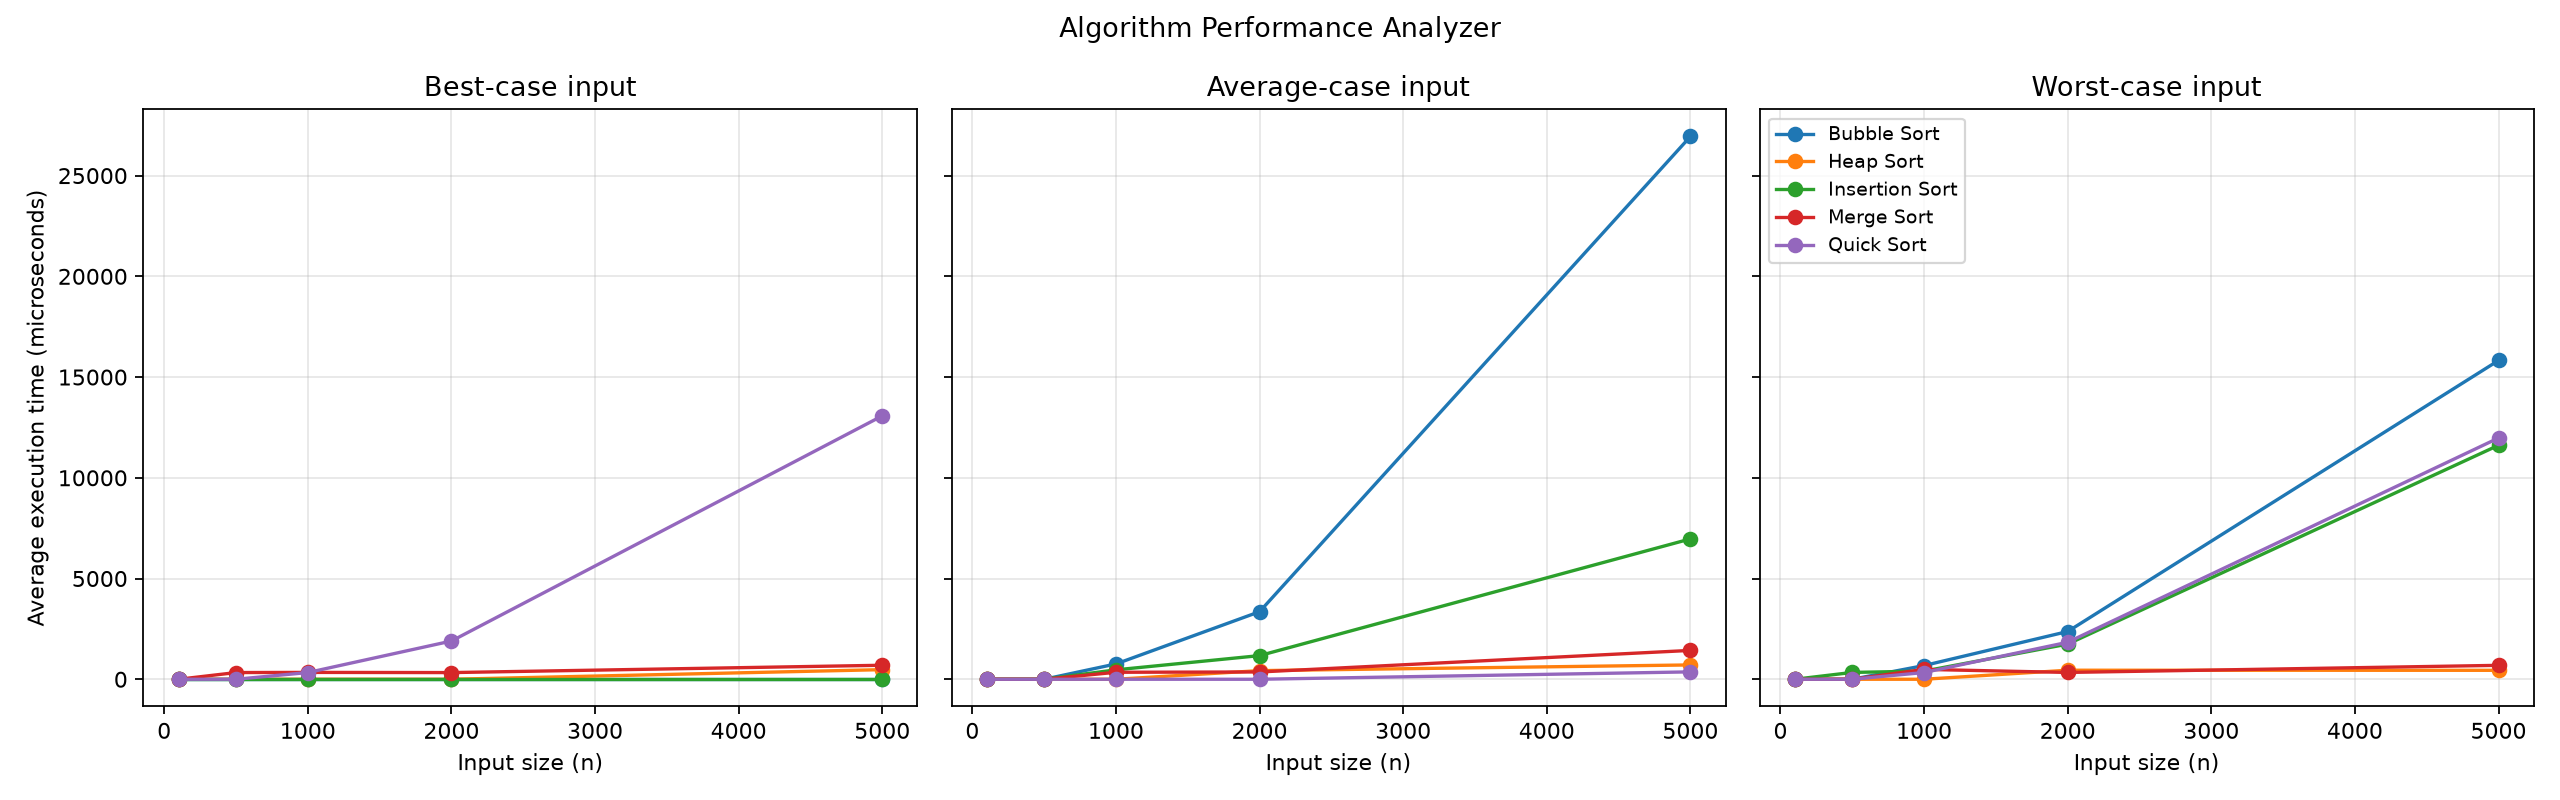 Algorithm Performance Analyzer
Best-case input
Average-case input
Worst-case input
Average execution time (microseconds)
25000
20000
15000
10000
5000
0
Bubble Sort
Heap Sort
Insertion Sort
Merge Sort
Quick Sort
0 1000 2000 3000 4000 5000
0 1000 2000 3000 4000 5000
0 1000 2000 3000 4000 5000
Input size (n)
Input size (n)
Input size (n)